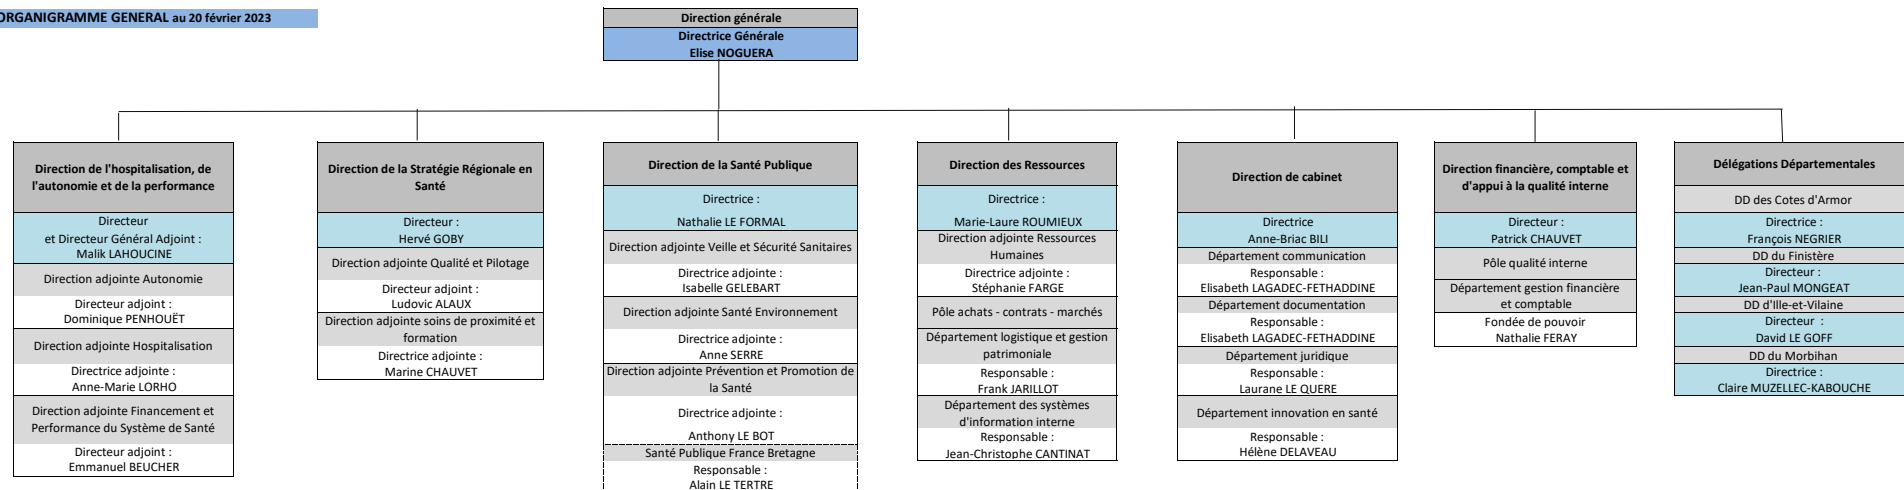 ORGANIGRAMME GENERAL au 20 février 2023
Direction générale
Directrice Générale
Elise NOGUERA
Direction de l'hospitalisation, de
l'autonomie et de la performance
Directeur
et Directeur Général Adjoint :
Malik LAHOUCINE
Direction adjointe Autonomie
Directeur adjoint :
Dominique PENHOUËT
Direction adjointe Hospitalisation
Directrice adjointe :
Anne-Marie LORHO
Direction adjointe Financement et
Performance du Système de Santé
Directeur adjoint :
Emmanuel BEUCHER
Direction de la Stratégie Régionale en
Santé
Directeur :
Hervé GOBY
Direction adjointe Qualité et Pilotage
Directeur adjoint :
Ludovic ALAUX
Direction adjointe soins de proximité et
formation
Directrice adjointe :
Marine CHAUVET
Direction de la Santé Publique
Directrice :
Nathalie LE FORMAL
Direction adjointe Veille et Sécurité Sanitaires
Directrice adjointe :
Isabelle GELEBART
Direction adjointe Santé Environnement
Directrice adjointe :
Anne SERRE
Direction adjointe Prévention et Promotion de
la Santé
Directrice adjointe :
Anthony LE BOT
Santé Publique France Bretagne
Responsable :
Alain LE TERTRE
Direction des Ressources
Directrice :
Marie-Laure ROUMIEUX
Direction adjointe Ressources
Humaines
Directrice adjointe :
Stéphanie FARGE
Pôle achats - contrats - marchés
Département logistique et gestion
patrimoniale
Responsable :
Frank JARILLOT
Département des systèmes
d'information interne
Responsable :
Jean-Christophe CANTINAT
Direction de cabinet
Directrice
Anne-Briac BILI
Département communication
Responsable :
Elisabeth LAGADEC-FETHADDINE
Département documentation
Responsable :
Elisabeth LAGADEC-FETHADDINE
Département juridique
Responsable :
Laurane LE QUERE
Département innovation en santé
Responsable :
Hélène DELAVEAU
Direction financière, comptable et
d'appui à la qualité interne
Directeur :
Patrick CHAUVET
Pôle qualité interne
Département gestion financière
et comptable
Fondée de pouvoir
Nathalie FERAY
Délégations Départementales
DD des Cotes d'Armor
Directrice :
François NEGRIER
DD du Finistère
Directeur :
Jean-Paul MONGEAT
DD d'Ille-et-Vilaine
Directeur :
David LE GOFF
DD du Morbihan
Directrice :
Claire MUZELLEC-KABOUCHE